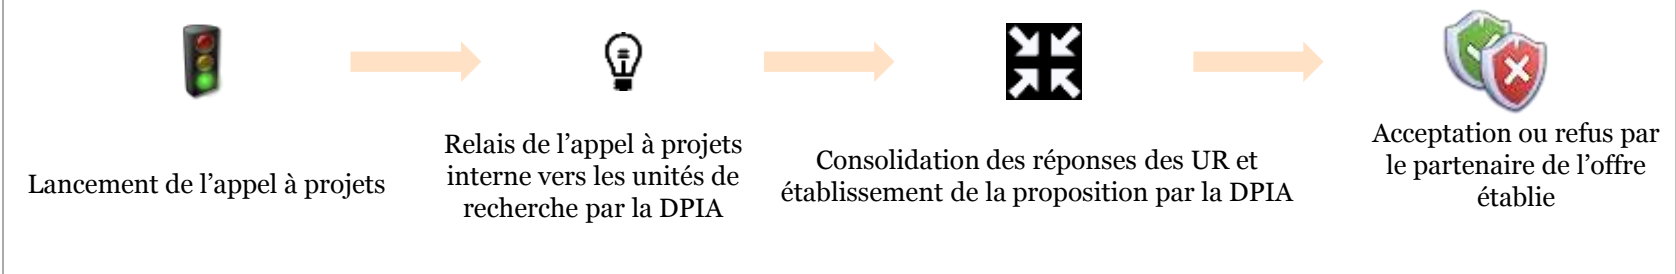 Lancement de l’appel à projets
Relais de l’appel à projets
interne vers les unités de
recherche par la DPIA
Consolidation des réponses des UR et
établissement de la proposition par la DPIA
Acceptation ou refus par
le partenaire de l’offre
établie